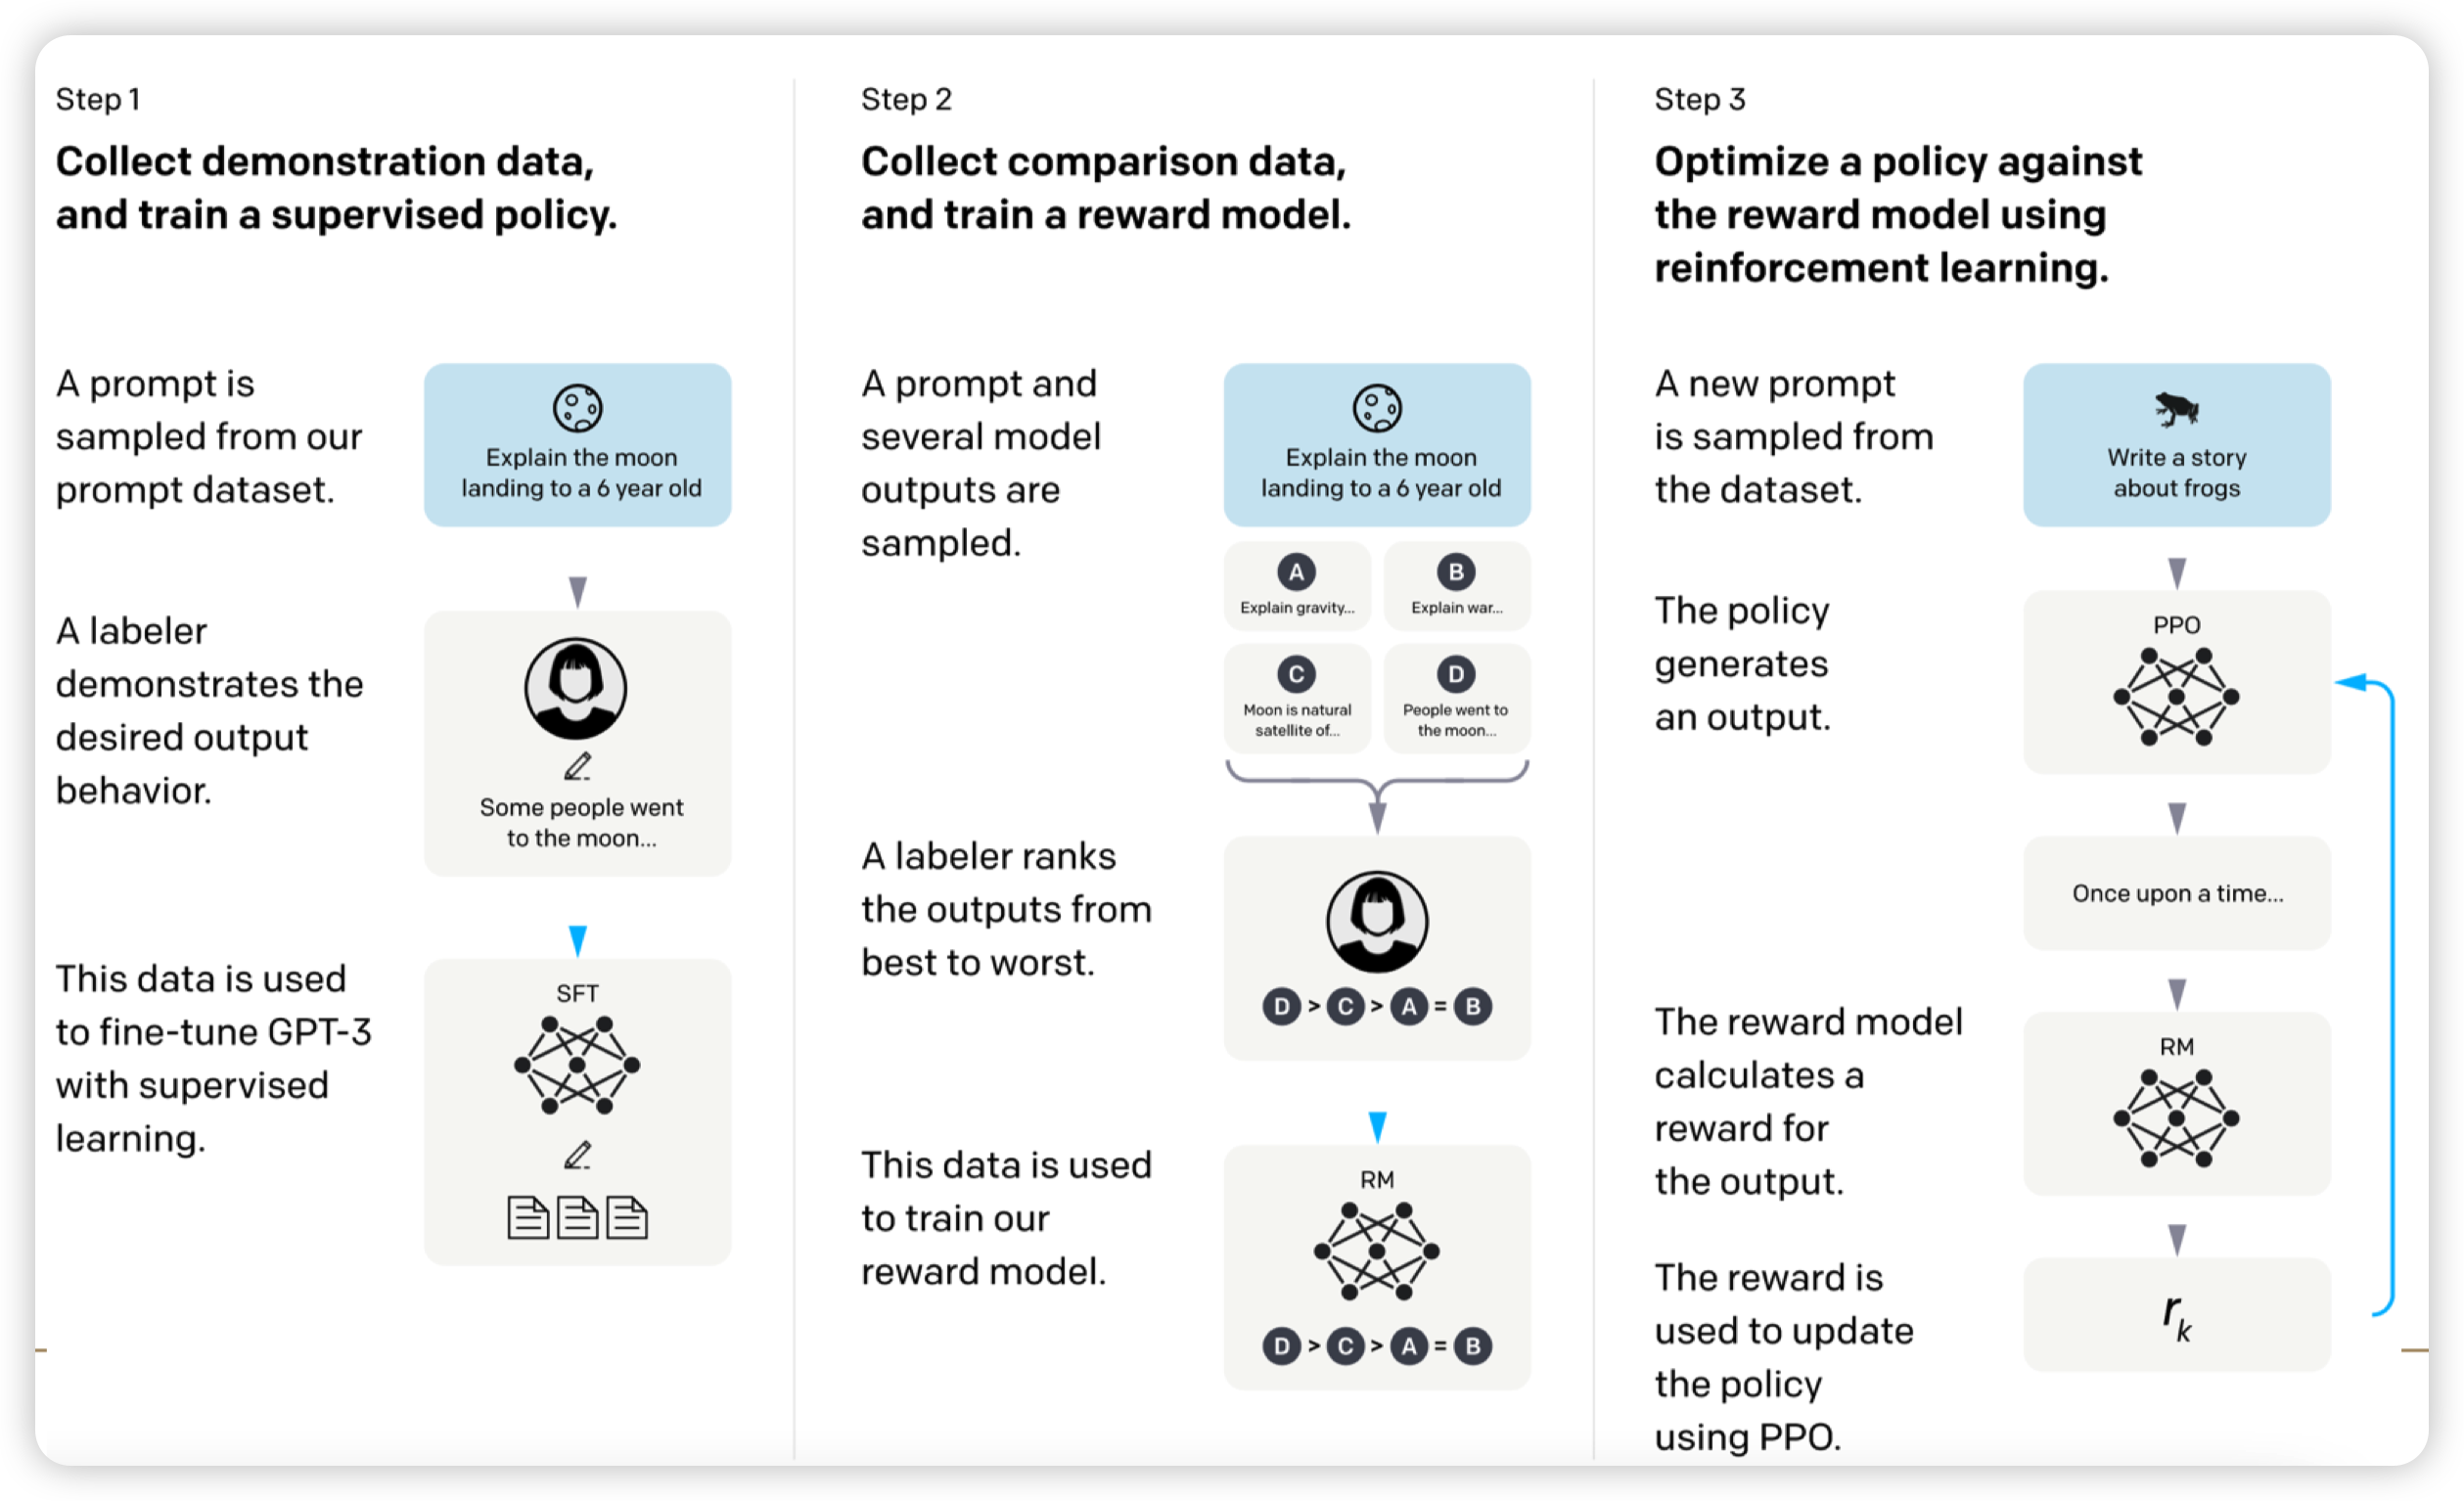 Step 1
Collect demonstration data,
and train a supervised policy.
A prompt is
sampled from our
prompt dataset.
Explain the moon
landing to a 6 year old
A labeler
demonstrates the
desired output
behavior.
Some people went
to the moon...
This data is used
to fine-tune GPT-3
with supervised
learning.
SFT
Step 2
Collect comparison data,
and train a reward model.
A prompt and
several model
outputs are
sampled.
Explain the moon
landing to a 6 year old
A
Explain gravity...
B
Explain war...
C
Moon is natural
satellite of...
D
People went to
the moon...
A labeler ranks
the outputs from
best to worst.
D > C > A = B
This data is used
to train our
reward model.
RM
D > C > A = B
Step 3
Optimize a policy against
the reward model using
reinforcement learning.
A new prompt
is sampled from
the dataset.
Write a story
about frogs
The policy
generates
an output.
PPO
Once upon a time...
The reward model
calculates a
reward for
the output.
RM
The reward is
used to update
the policy
using PPO.
rk